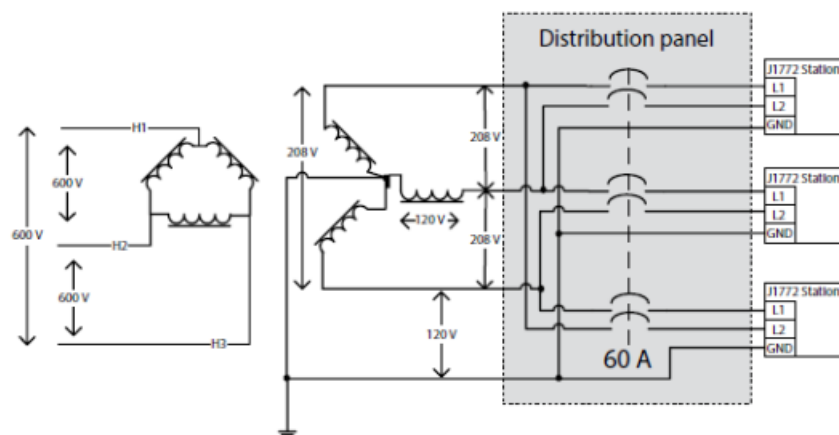 Distribution panel
J1772 Station
L1
L2
GND
H1
600 V
600 V
H2
600 V
H3
208 V
208 V
120 V
208 V
120 V
J1772 Station
L1
L2
GND
J1772 Station
L1
L2
GND
60 A